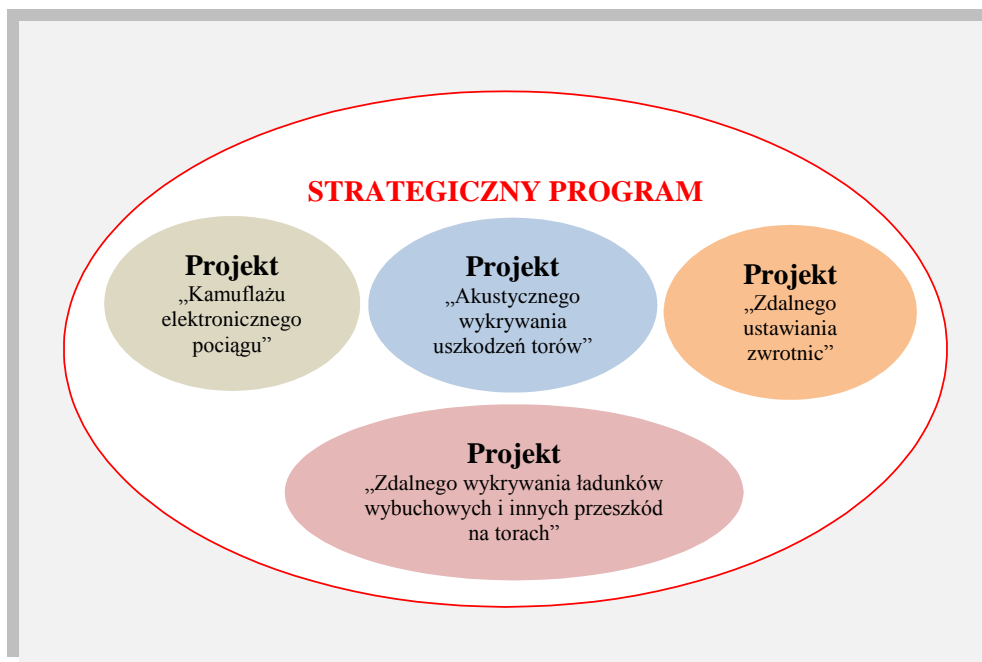 STRATEGICZNY PROGRAM
Projekt
„Kamuflażu
elektronicznego
pociągu”
Projekt
„Akustycznego
wykrywania
uszkodzeń torów”
Projekt
„Zdalnego
ustawiania
zwrotnic”
Projekt
„Zdalnego wykrywania ładunków
wybuchowych i innych przeszkód
na torach”